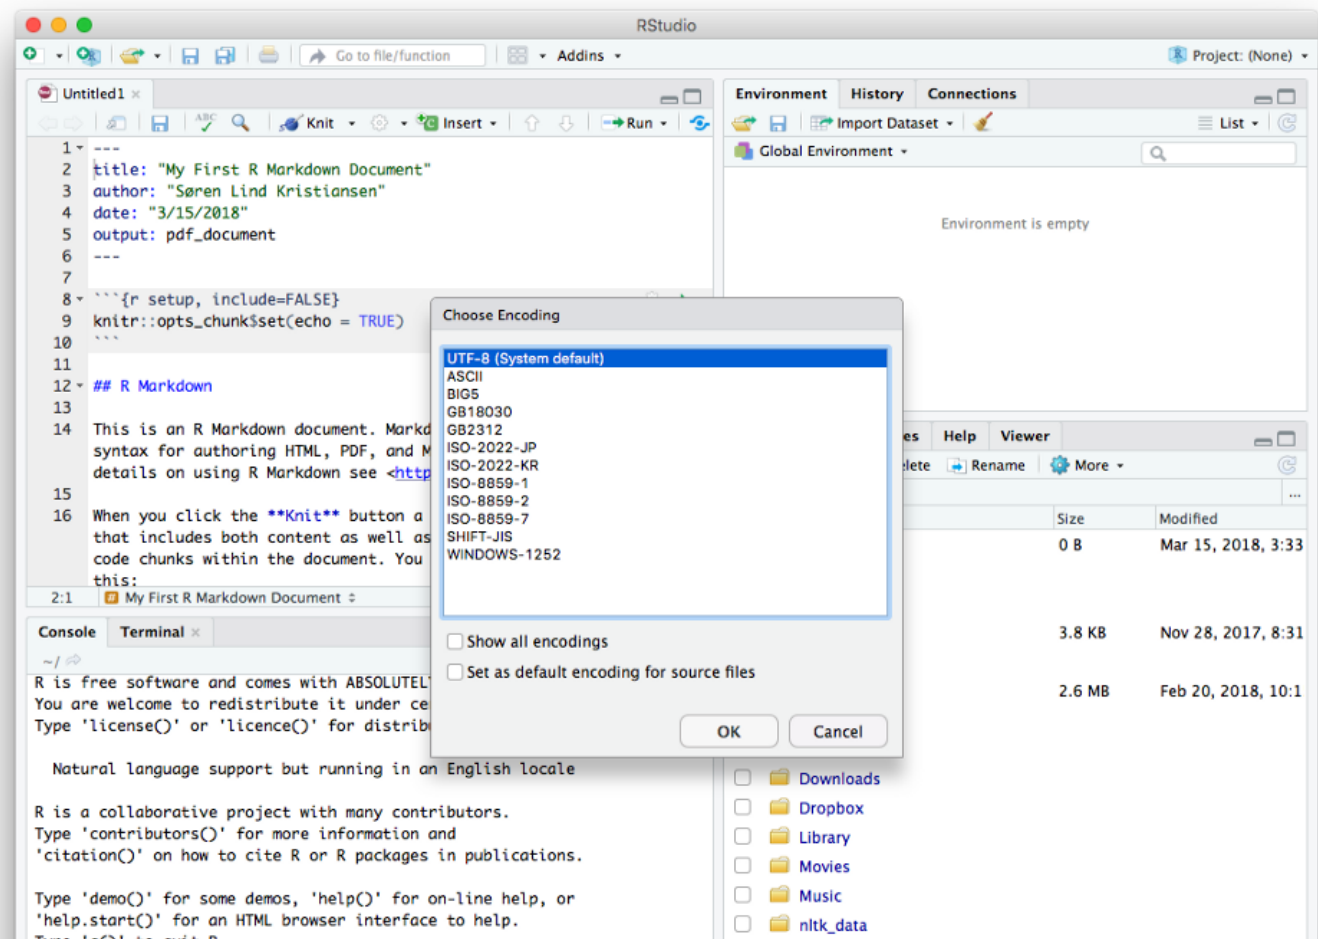 RStudio
Go to file/function
Addins
Project: (None)
Untitled1
ABC
Knit
Insert
Run
1 ---
2 title: "My First R Markdown Document"
3 author: "Søren Lind Kristiansen"
4 date: "3/15/2018"
5 output: pdf_document
6 ---
7
8 ```{r setup, include=FALSE}
9 knitr::opts_chunk$set(echo = TRUE)
10 ```
11
12 ## R Markdown
13
14 This is an R Markdown document. Markd
syntax for authoring HTML, PDF, and M
details on using R Markdown see <http
15
16 When you click the **Knit** button a
that includes both content as well as
code chunks within the document. You
this:
2:1 # My First R Markdown Document
Console Terminal
~/
R is free software and comes with ABSOLUTEL
You are welcome to redistribute it under ce
Type 'license()' or 'licence()' for distrib
Natural language support but running in an English locale
R is a collaborative project with many contributors.
Type 'contributors()' for more information and
'citation()' on how to cite R or R packages in publications.
Type 'demo()' for some demos, 'help()' for on-line help, or
'help.start()' for an HTML browser interface to help.
Type 'q()' to quit R.
Environment History Connections
Import Dataset
List
Global Environment
Environment is empty
Choose Encoding
UTF-8 (System default)
ASCII
BIG5
GB18030
GB2312
ISO-2022-JP
ISO-2022-KR
ISO-8859-1
ISO-8859-2
ISO-8859-7
SHIFT-JIS
WINDOWS-1252
Show all encodings
Set as default encoding for source files
OK Cancel
es Help Viewer
elete Rename More
...
Size Modified
0 B Mar 15, 2018, 3:33
3.8 KB Nov 28, 2017, 8:31
2.6 MB Feb 20, 2018, 10:1
Downloads
Dropbox
Library
Movies
Music
nltk_data